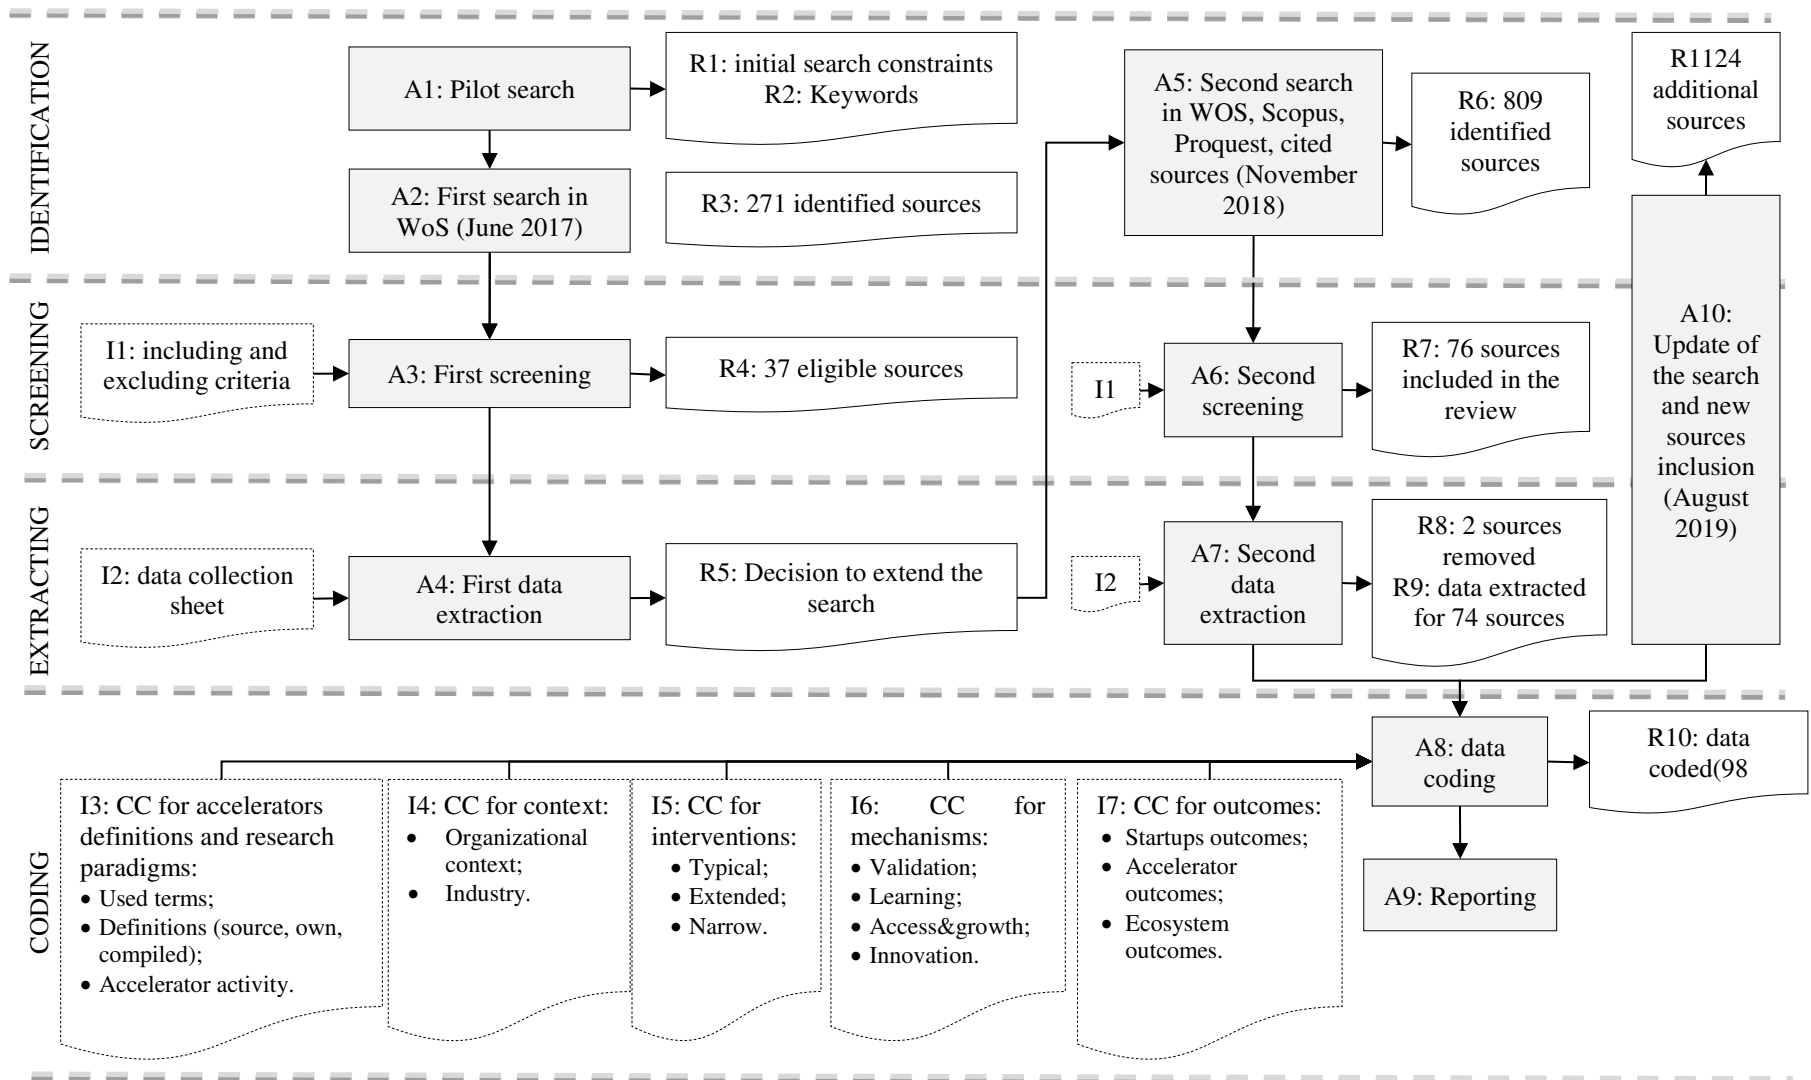 IDENTIFICATION
A1: Pilot search
R1: initial search constraints
R2: Keywords
A2: First search in
WoS (June 2017)
R3: 271 identified sources
A5: Second search
in WOS, Scopus,
Proquest, cited
sources (November
2018)
R6: 809
identified
sources
R1124
additional
sources
SCREENING
I1: including and
excluding criteria
A3: First screening
R4: 37 eligible sources
I1
A6: Second
screening
R7: 76 sources
included in the
review
A10:
Update of
the search
and new
sources
inclusion
(August
2019)
EXTRACTING
I2: data collection
sheet
A4: First data
extraction
R5: Decision to extend the
search
I2
A7: Second
data
extraction
R8: 2 sources
removed
R9: data extracted
for 74 sources
CODING
A8: data
coding
R10: data
coded(98
A9: Reporting
I3: CC for accelerators
definitions and research
paradigms:
• Used terms;
• Definitions (source, own,
compiled);
• Accelerator activity.
I4: CC for context:
• Organizational
context;
• Industry.
I5: CC for
interventions:
• Typical;
• Extended;
• Narrow.
I6: CC for
mechanisms:
• Validation;
• Learning;
• Access&growth;
• Innovation.
I7: CC for outcomes:
• Startups outcomes;
• Accelerator
outcomes;
• Ecosystem
outcomes.